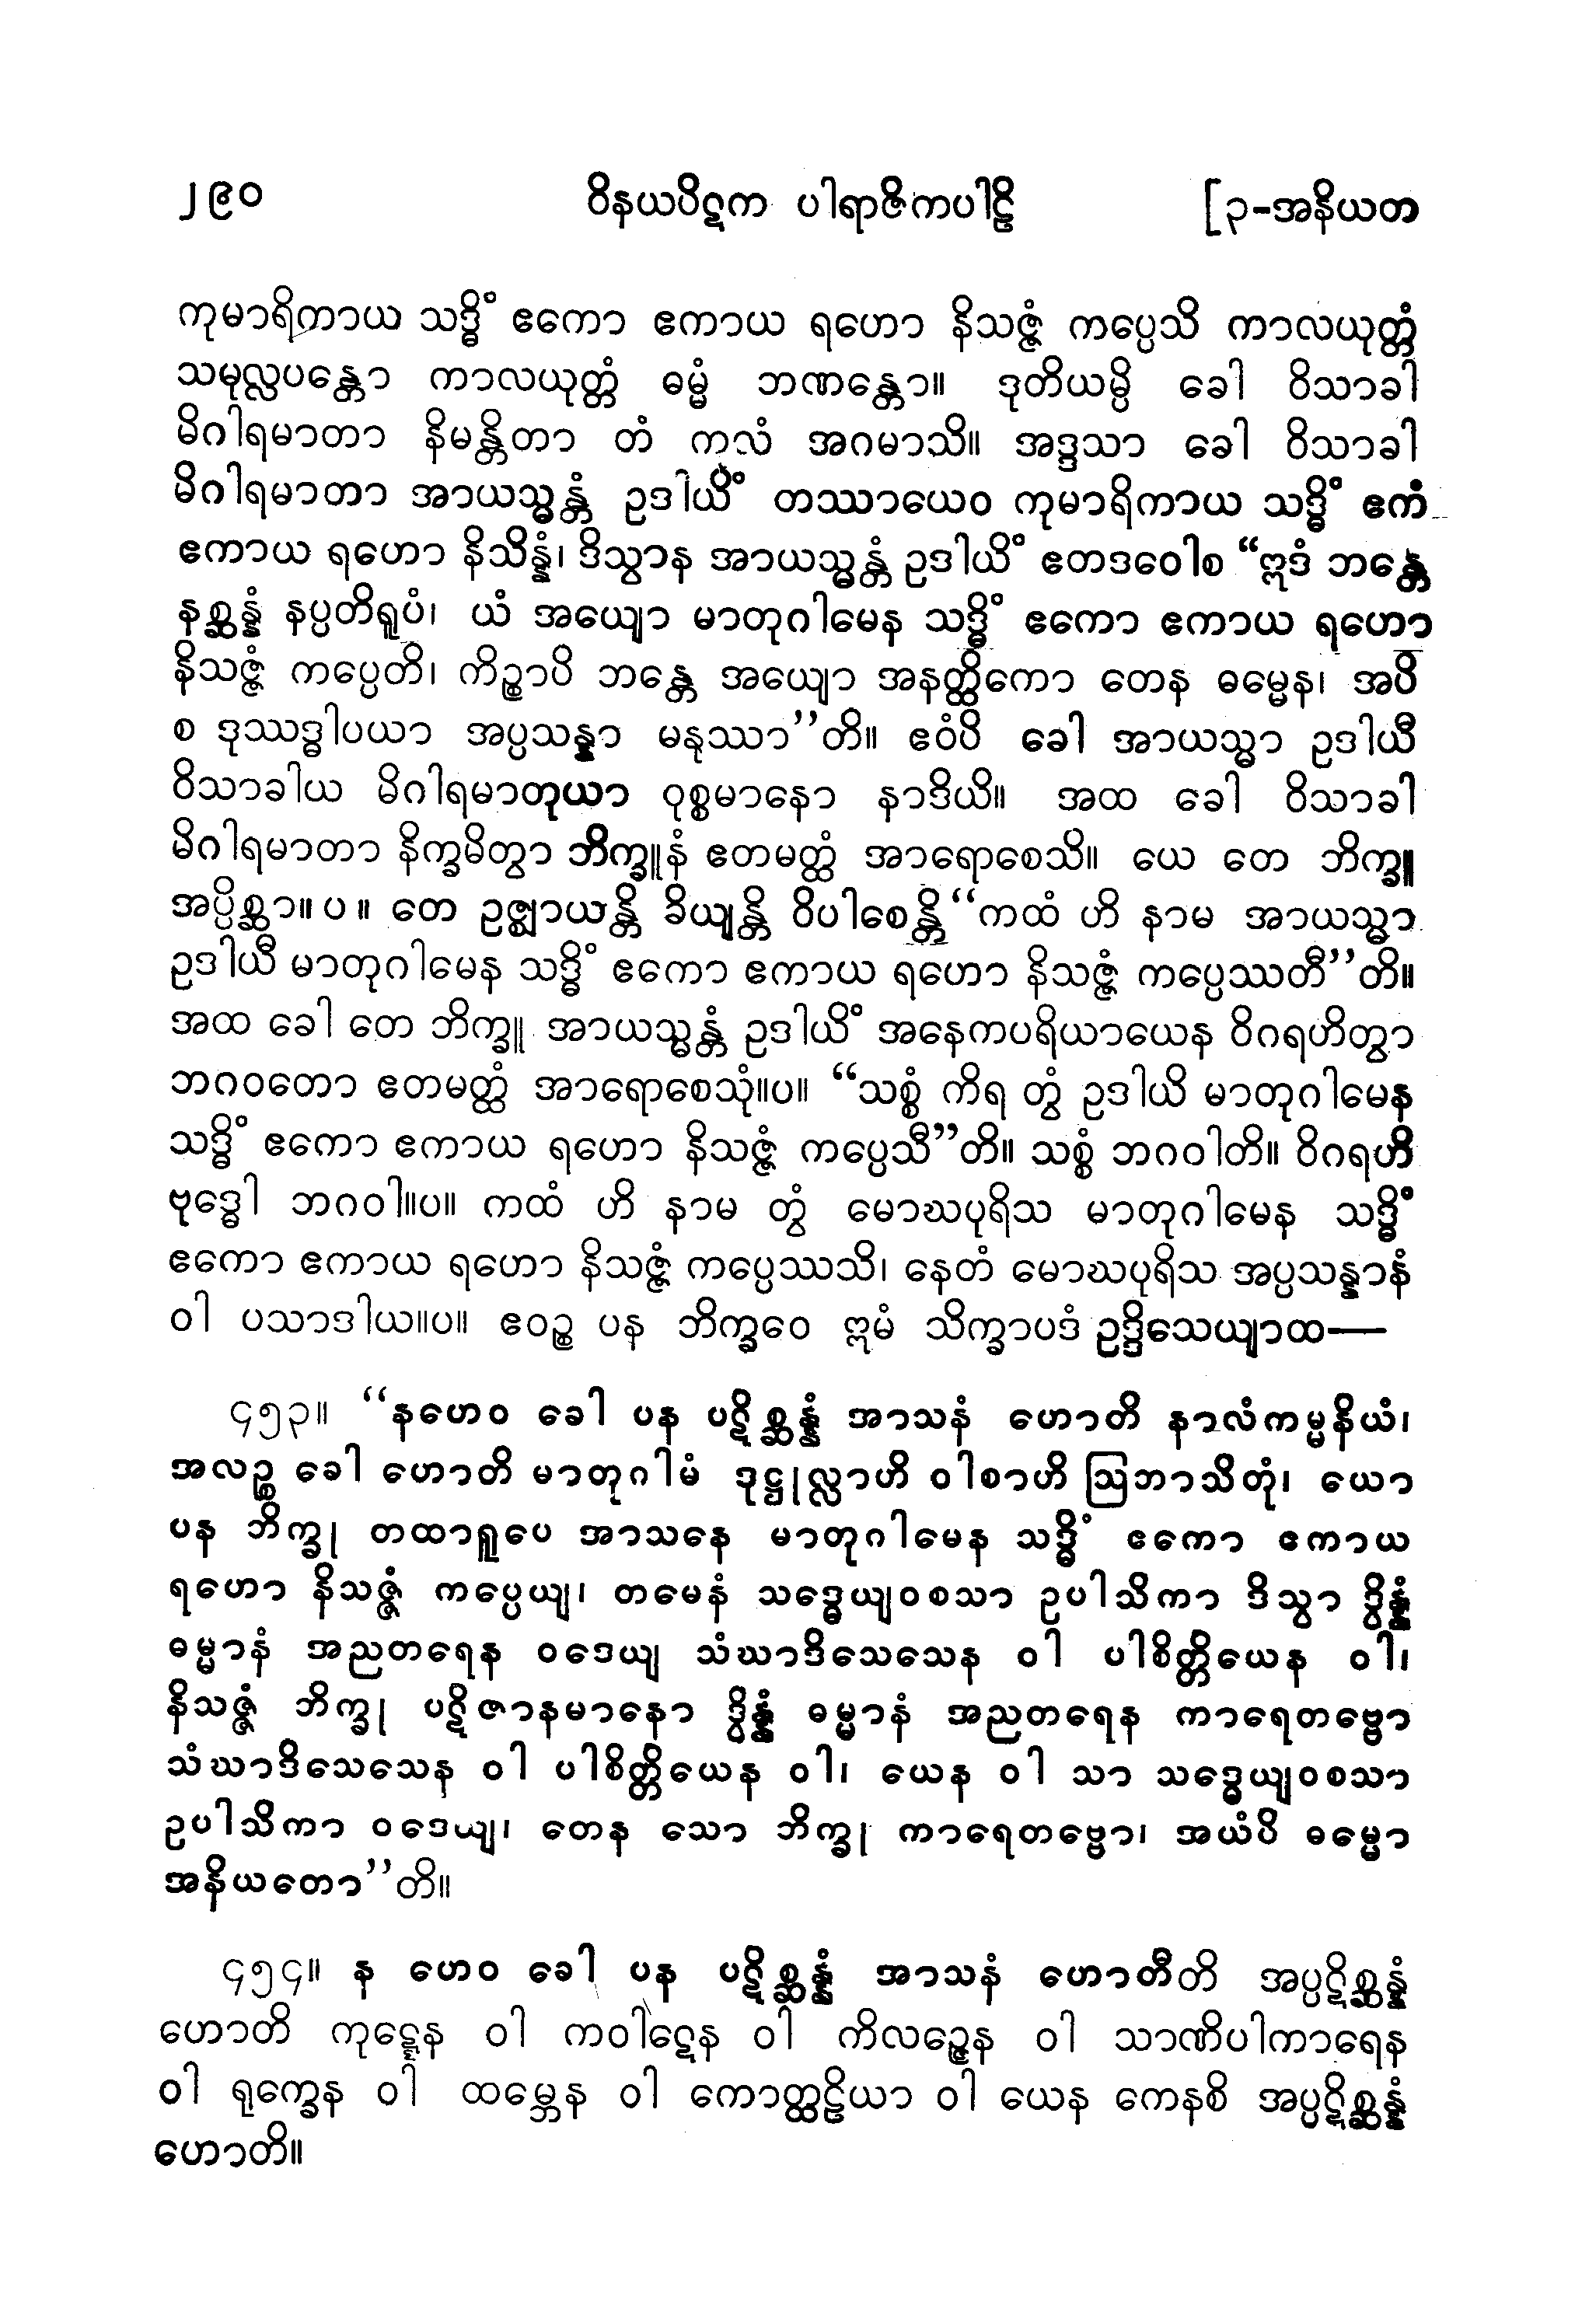 ၂၉၀ ဝိနယပိဋက ပါရာဇိကပါဠိ [၃-အနိယတ
ကုမာရိကာယ သဒ္ဓိံ ဧကော ဧကာယ ရဟော နိသဇ္ဇံ ကပ္ပေသိ ကာလယုတ္တံ
သမုလ္လပန္တော ကာလယုတ္တံ ဓမ္မံ ဘဏန္တော။ ဒုတိယမ္ပိ ခေါ ဝိသာခါ
မိဂါရမာတာ နိမန္တိတာ တံ ကုလံ အဂမာသိ။ အဒ္ဒသာ ခေါ ဝိသာခါ
မိဂါရမာတာ အာယသ္မန္တံ ဥဒါယိံ တဿာယေဝ ကုမာရိကာယ သဒ္ဓိံ ဧကံ
ဧကာယ ရဟော နိသိန္နံ၊ ဒိသွာန အာယသ္မန္တံ ဥဒါယိံ ဧတဒဝေါစ “ဣဒံ ဘန္တေ
နစ္ဆန္နံ နပ္ပတိရူပံ၊ ယံ အယျော မာတုဂါမေန သဒ္ဓိံ ဧကော ဧကာယ ရဟော
နိသဇ္ဇံ ကပ္ပေတိ၊ ကိဉ္စာပိ ဘန္တေ အယျော အနတ္ထိကော တေန ဓမ္မေန၊ အပိ
စ ဒုဿဒ္ဓါပယာ အပ္ပသန္နာ မနုဿာ”တိ။ ဧဝံပိ ခေါ အာယသ္မာ ဥဒါယီ
ဝိသာခါယ မိဂါရမာတုယာ ဝုစ္စမာနော နာဒိယိ။ အထ ခေါ ဝိသာခါ
မိဂါရမာတာ နိက္ခမိတွာ ဘိက္ခူနံ ဧတမတ္ထံ အာရောစေသိ။ ယေ တေ ဘိက္ခူ
အပ္ပိစ္ဆာ။ပ။ တေ ဥဇ္ဈာယန္တိ ခိယျန္တိ ဝိပါစေန္တိ “ကထံ ဟိ နာမ အာယသ္မာ
ဥဒါယီ မာတုဂါမေန သဒ္ဓိံ ဧကော ဧကာယ ရဟော နိသဇ္ဇံ ကပ္ပေဿတီ”တိ။
အထ ခေါ တေ ဘိက္ခူ အာယသ္မန္တံ ဥဒါယိံ အနေကပရိယာယေန ဝိဂရဟိတွာ
ဘဂဝတော ဧတမတ္ထံ အာရောစေသုံ။ပ။ “သစ္စံ ကိရ တွံ ဥဒါယိ မာတုဂါမေန
သဒ္ဓိံ ဧကော ဧကာယ ရဟော နိသဇ္ဇံ ကပ္ပေသီ”တိ။ သစ္စံ ဘဂဝါတိ။ ဝိဂရဟိ
ဗုဒ္ဓေါ ဘဂဝါ။ပ။ ကထံ ဟိ နာမ တွံ မောဃပုရိသ မာတုဂါမေန သဒ္ဓိံ
ဧကော ဧကာယ ရဟော နိသဇ္ဇံ ကပ္ပေဿသိ၊ နေတံ မောဃပုရိသ အပ္ပသန္နာနံ
ဝါ ပသာဒါယ။ပ။ ဧဝဉ္စ ပန ဘိက္ခဝေ ဣမံ သိက္ခာပဒံ ဥဒ္ဒိသေယျာထ—
၄၅၃။ “နဟေဝ ခေါ ပန ပဋိစ္ဆန္နံ အာသနံ ဟောတိ နာလံကမ္မနိယံ၊
အလဉ္စ ခေါ ဟောတိ မာတုဂါမံ ဒုဋ္ဌုလ္လာဟိ ဝါစာဟိ ဩဘာသိတုံ၊ ယော
ပန ဘိက္ခု တထာရူပေ အာသနေ မာတုဂါမေန သဒ္ဓိံ ဧကော ဧကာယ
ရဟော နိသဇ္ဇံ ကပ္ပေယျ၊ တမေနံ သဒ္ဓေယျဝစသာ ဥပါသိကာ ဒိသွာ ဒွိန္နံ
ဓမ္မာနံ အညတရေန ဝဒေယျ သံဃာဒိသေသေန ဝါ ပါစိတ္တိယေန ဝါ၊
နိသဇ္ဇံ ဘိက္ခု ပဋိဇာနမာနော ဒွိန္နံ ဓမ္မာနံ အညတရေန ကာရေတဗ္ဗော
သံဃာဒိသေသေန ဝါ ပါစိတ္တိယေန ဝါ၊ ယေန ဝါ သာ သဒ္ဓေယျဝစသာ
ဥပါသိကာ ဝဒေယျ၊ တေန သော ဘိက္ခု ကာရေတဗ္ဗော၊ အယံပိ ဓမ္မော
အနိယတော”တိ။
၄၅၄။ န ဟေဝ ခေါ ပန ပဋိစ္ဆန္နံ အာသနံ ဟောတီတိ အပ္ပဋိစ္ဆန္နံ
ဟောတိ ကုဋ္ဋေန ဝါ ကဝါဋေန ဝါ ကိလဉ္ဇေန ဝါ သာဏိပါကာရေန
ဝါ ရုက္ခေန ဝါ ထမ္ဘေန ဝါ ကောတ္ထဠိယာ ဝါ ယေန ကေနစိ အပ္ပဋိစ္ဆန္နံ
ဟောတိ။